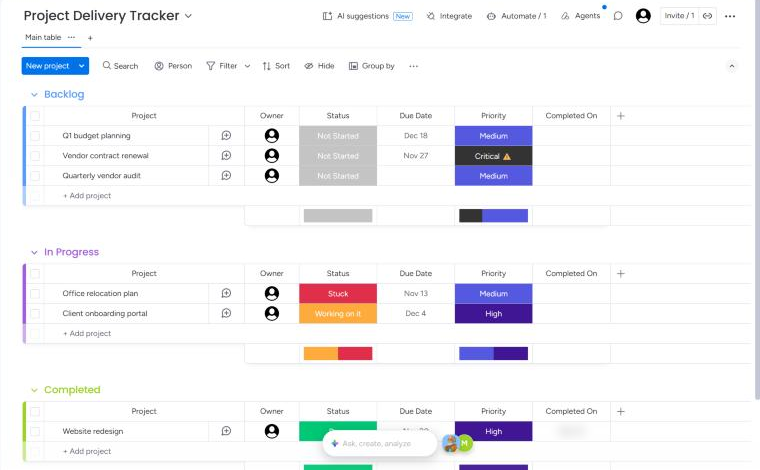 Project Delivery Tracker
AI suggestions New Integrate Automate / 1 Agents Invite / 1
Main table
New project Search Person Filter Sort Hide Group by
Backlog
Project Owner Status Due Date Priority Completed On
Q1 budget planning Not Started Dec 18 Medium
Vendor contract renewal Not Started Nov 27 Critical
Quarterly vendor audit Not Started Medium
+ Add project
In Progress
Project Owner Status Due Date Priority Completed On
Office relocation plan Stuck Nov 13 Medium
Client onboarding portal Working on it Dec 4 High
+ Add project
Completed
Project Owner Status Due Date Priority Completed On
Website redesign High
Ask, create, analyze M
+ Add project